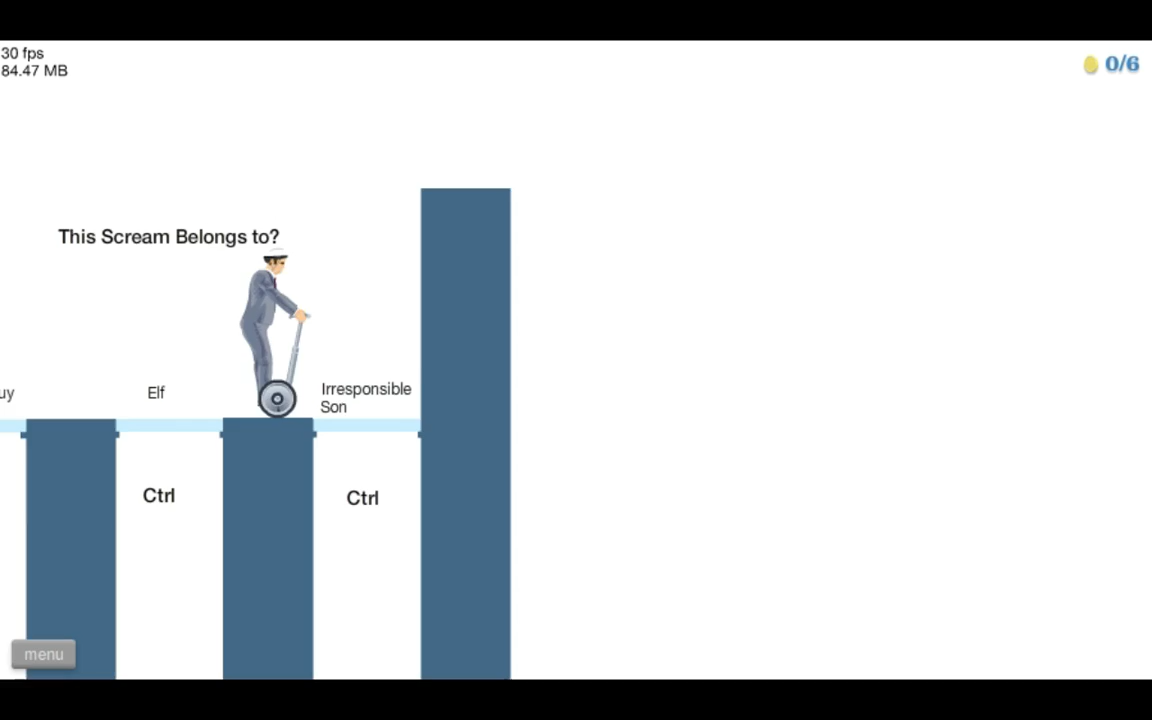 30 fps
84.47 MB
0/6
This Scream Belongs to?
uy
Elf
Irresponsible
Son
Ctrl
Ctrl
menu